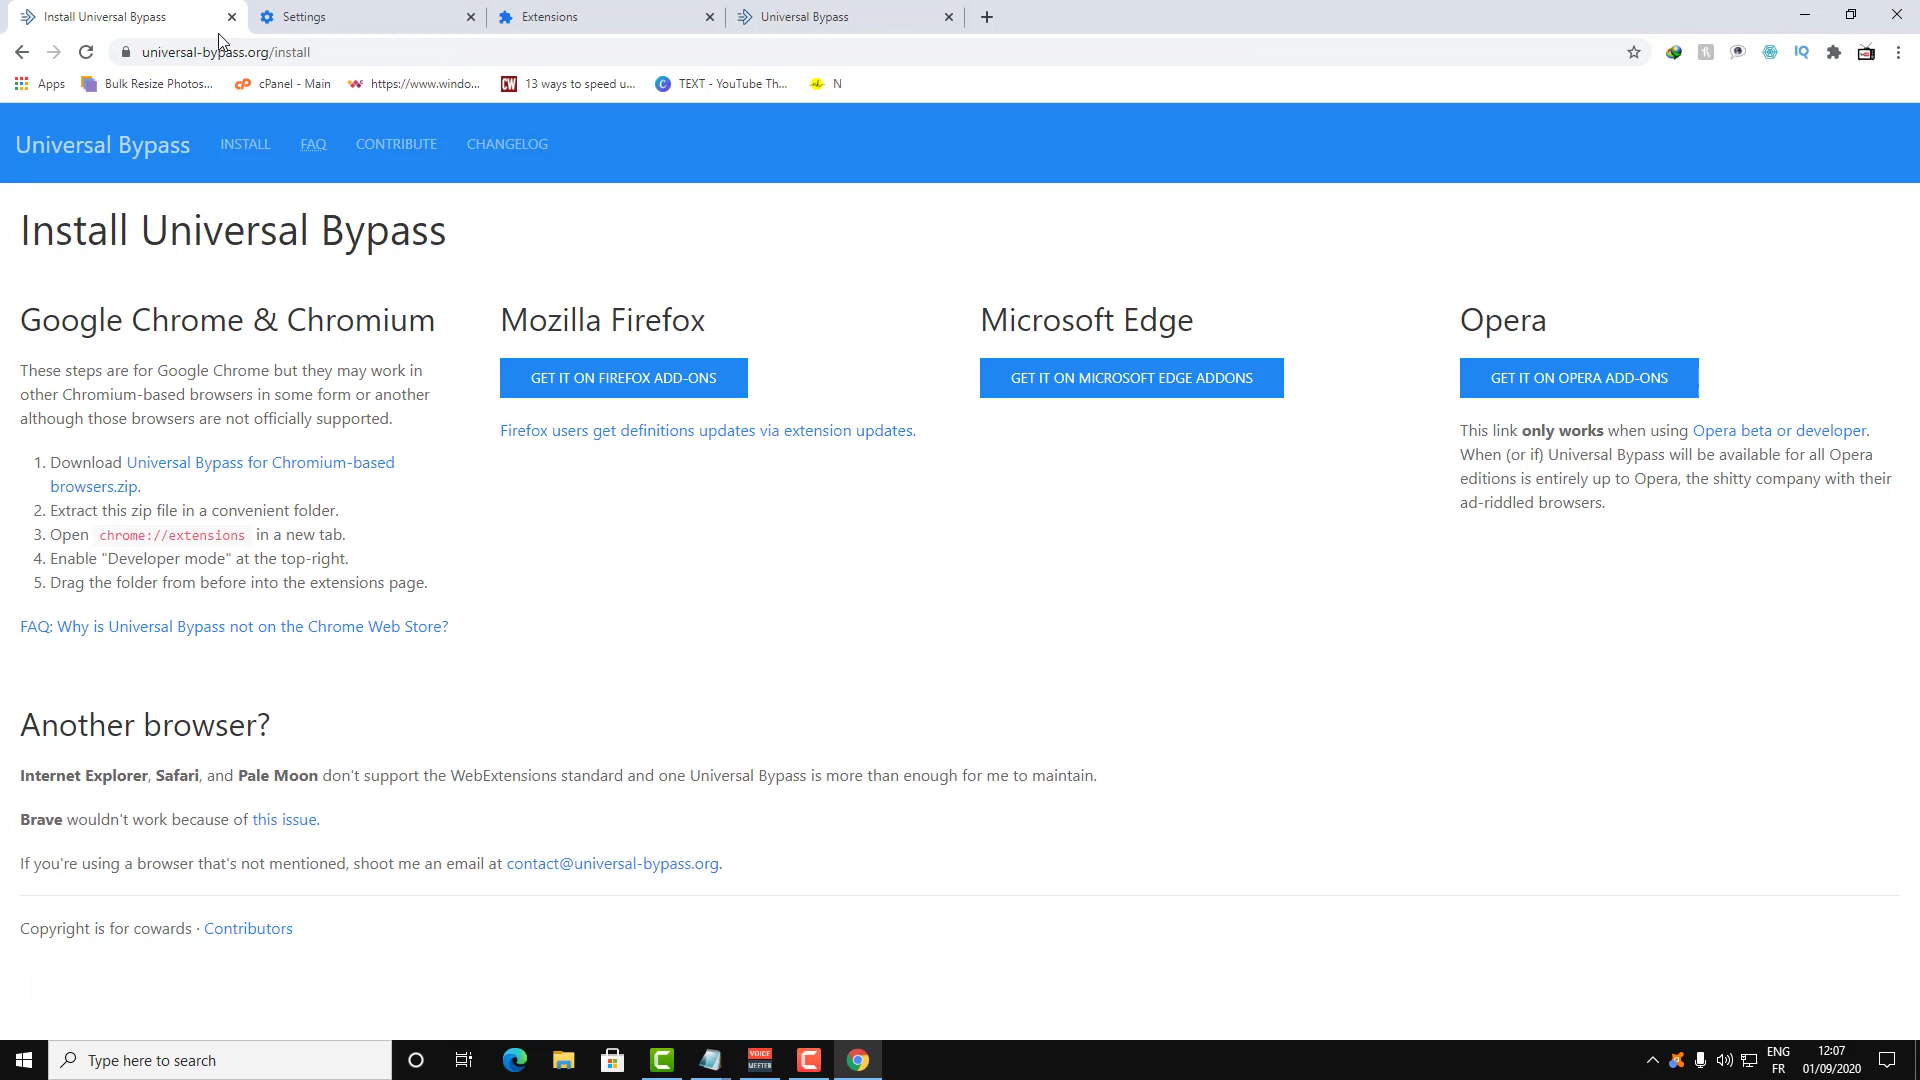 Install Universal Bypass
Settings
Extensions
Universal Bypass
universal-bypass.org/install
Apps
Bulk Resize Photos...
cPanel - Main
https://www.windo...
13 ways to speed u...
TEXT - YouTube Th...
N
Universal Bypass
INSTALL
FAQ
CONTRIBUTE
CHANGELOG
Install Universal Bypass
Google Chrome & Chromium
These steps are for Google Chrome but they may work in
other Chromium-based browsers in some form or another
although those browsers are not officially supported.
1. Download Universal Bypass for Chromium-based
browsers.zip.
2. Extract this zip file in a convenient folder.
3. Open chrome://extensions in a new tab.
4. Enable "Developer mode" at the top-right.
5. Drag the folder from before into the extensions page.
FAQ: Why is Universal Bypass not on the Chrome Web Store?
Mozilla Firefox
GET IT ON FIREFOX ADD-ONS
Firefox users get definitions updates via extension updates.
Microsoft Edge
GET IT ON MICROSOFT EDGE ADDONS
Opera
GET IT ON OPERA ADD-ONS
This link only works when using Opera beta or developer.
When (or if) Universal Bypass will be available for all Opera
editions is entirely up to Opera, the shitty company with their
ad-riddled browsers.
Another browser?
Internet Explorer, Safari, and Pale Moon don't support the WebExtensions standard and one Universal Bypass is more than enough for me to maintain.
Brave wouldn't work because of this issue.
If you're using a browser that's not mentioned, shoot me an email at contact@universal-bypass.org.
Copyright is for cowards · Contributors
Type here to search
VOICE
MEETER
ENG
FR
12:07
01/09/2020